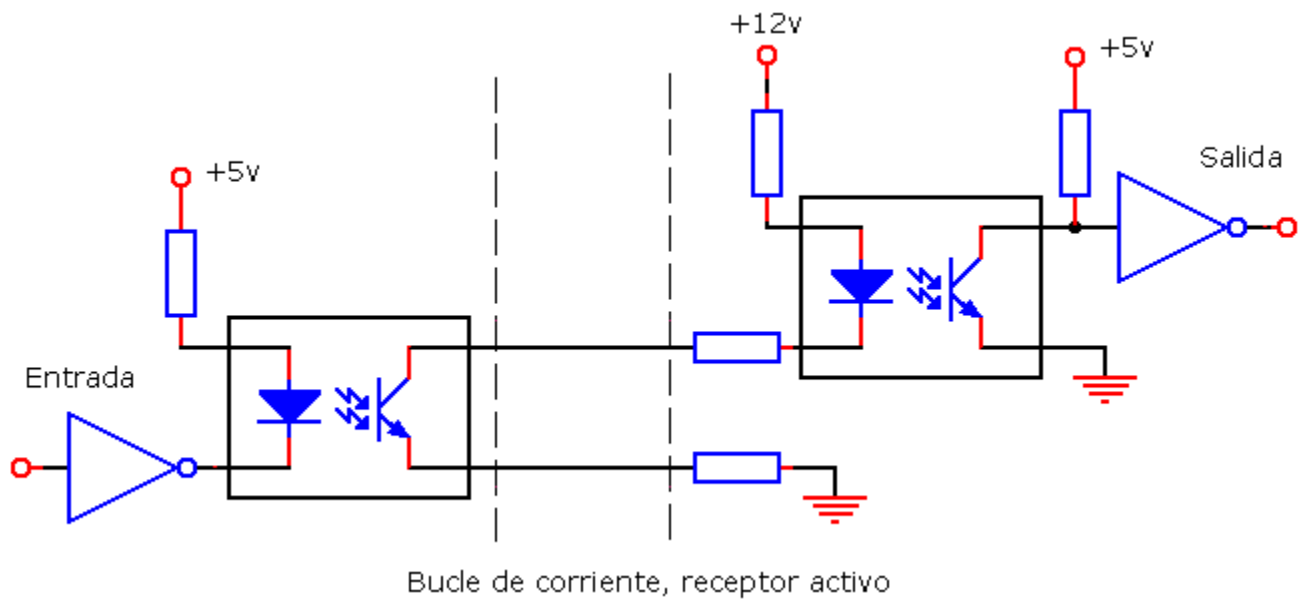 +12v
+5v
+5v
Salida
Entrada
Bucle de corriente, receptor activo